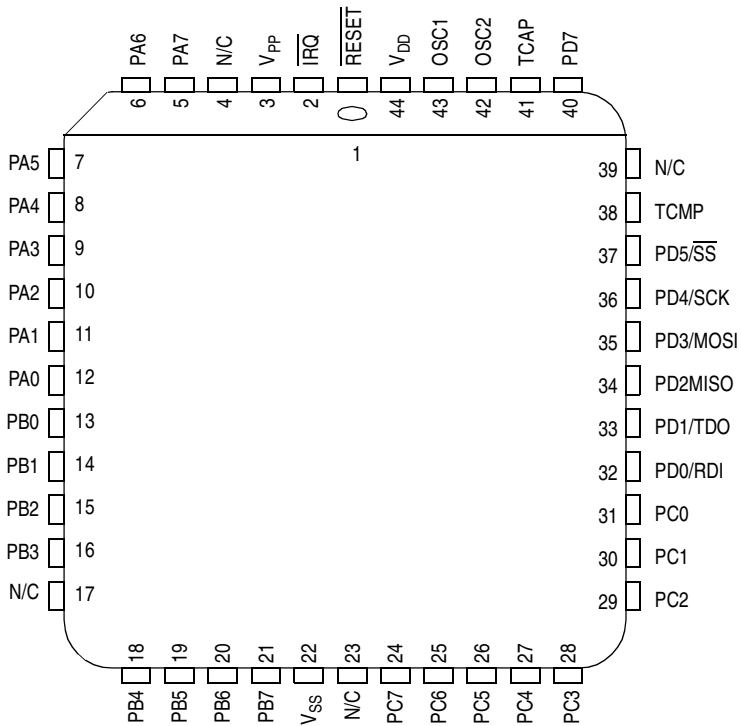 PA6 PA7 N/C VPP IRQ RESET VDD OSC1 OSC2 TCAP PD7
6 5 4 3 2 44 43 42 41 40
1
PA5 7
PA4 8
PA3 9
PA2 10
PA1 11
PA0 12
PB0 13
PB1 14
PB2 15
PB3 16
N/C 17
39 N/C
38 TCMP
37 PD5/SS
36 PD4/SCK
35 PD3/MOSI
34 PD2MISO
33 PD1/TDO
32 PD0/RDI
31 PC0
30 PC1
29 PC2
18 19 20 21 22 23 24 25 26 27 28
PB4 PB5 PB6 PB7 VSS N/C PC7 PC6 PC5 PC4 PC3